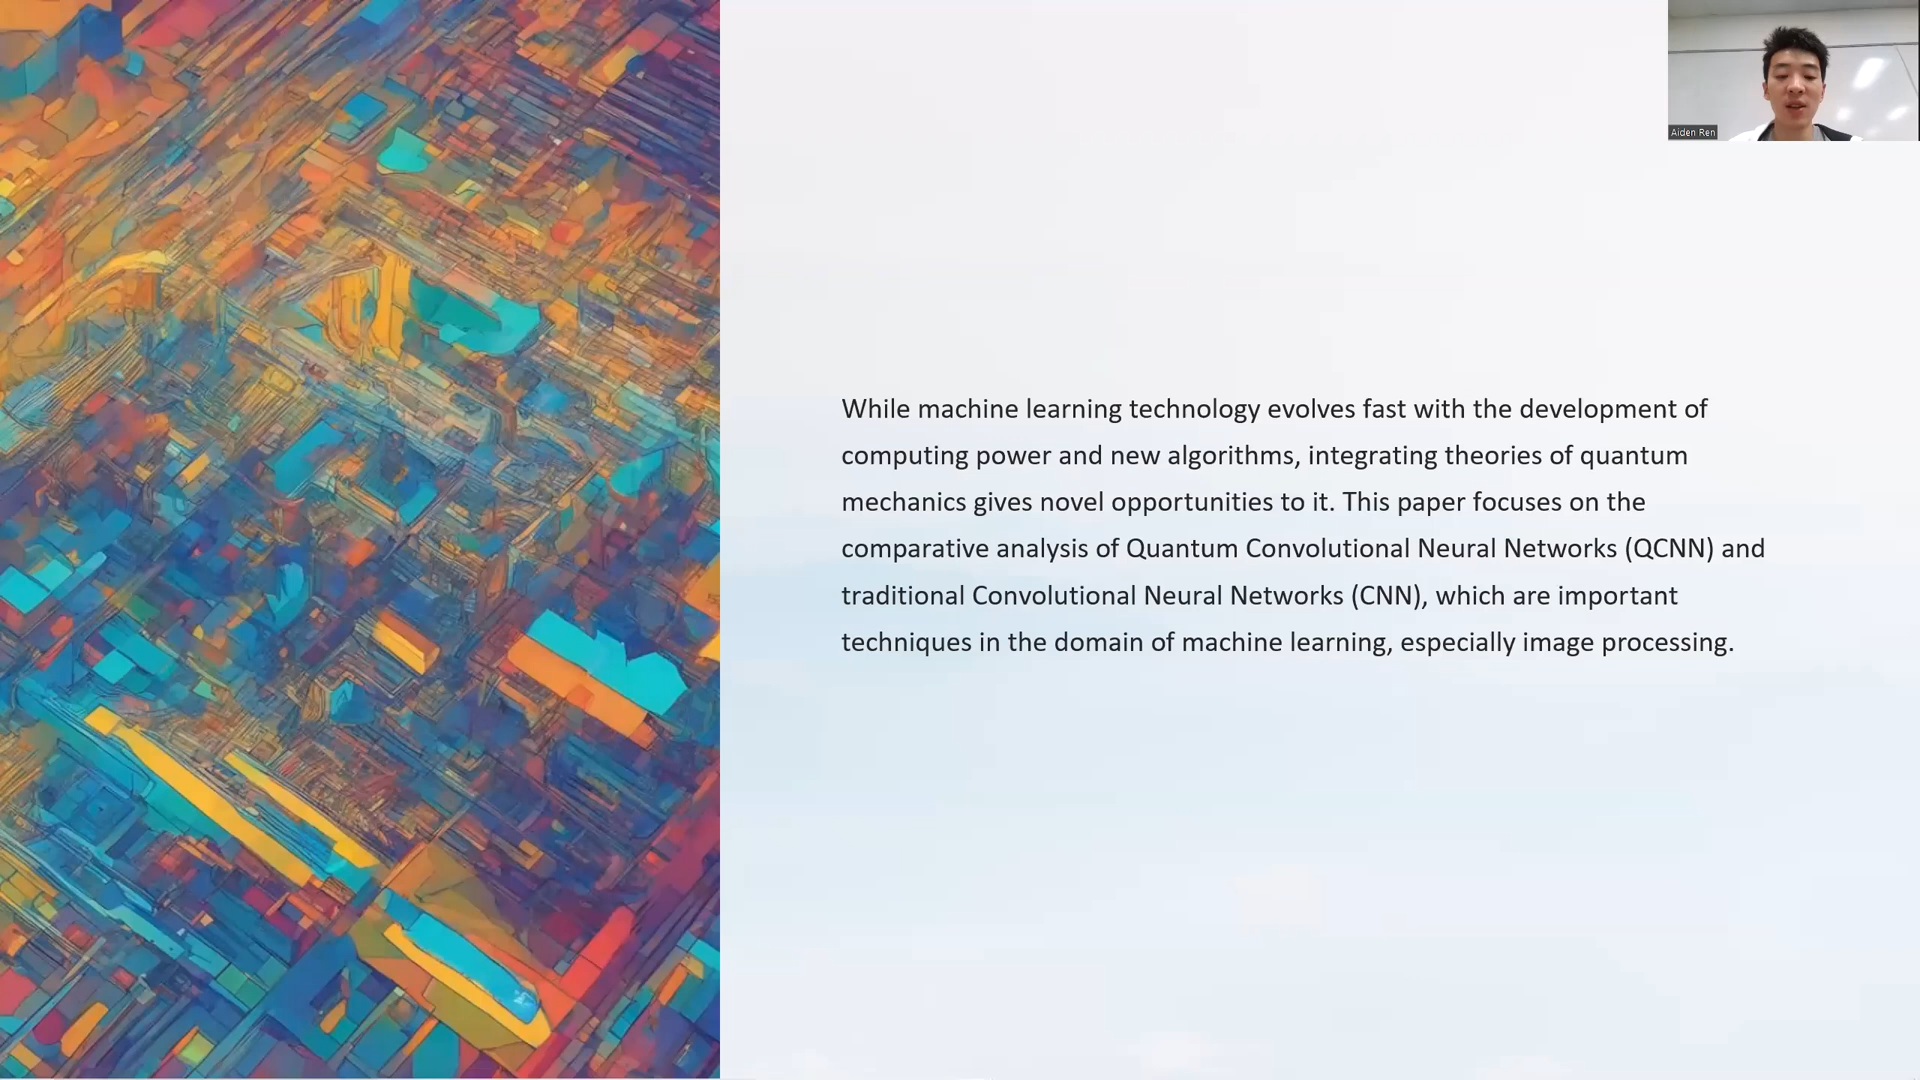 Aiden Ren
While machine learning technology evolves fast with the development of
computing power and new algorithms, integrating theories of quantum
mechanics gives novel opportunities to it. This paper focuses on the
comparative analysis of Quantum Convolutional Neural Networks (QCNN) and
traditional Convolutional Neural Networks (CNN), which are important
techniques in the domain of machine learning, especially image processing.